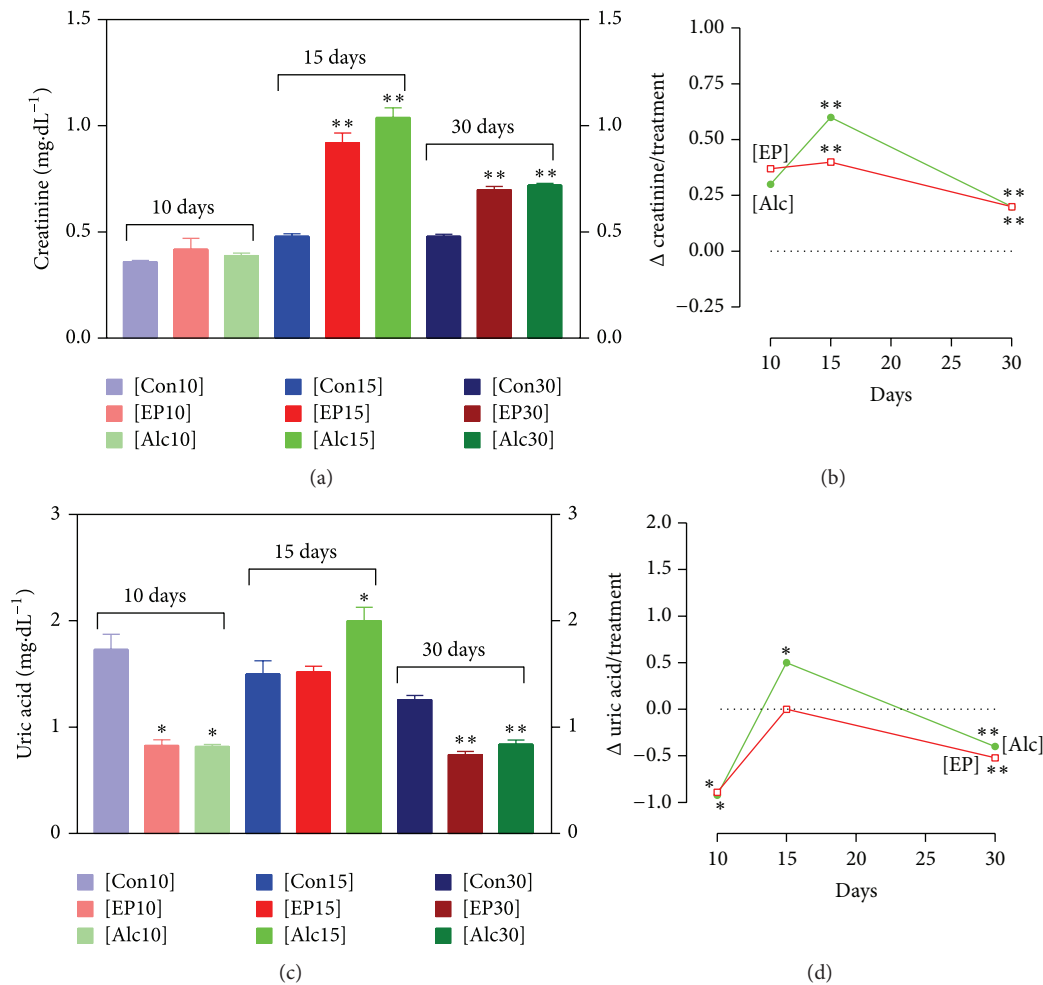 1.5
1.0
0.5
0.0
Creatinine (mg·dL−1)
10 days
15 days
30 days
**
**
**
**
1.5
1.0
0.5
0.0
[Con10]
[EP10]
[Alc10]
[Con15]
[EP15]
[Alc15]
[Con30]
[EP30]
[Alc30]
(a)
1.00
0.75
0.50
0.25
0.00
−0.25
Δ creatinine/treatment
[EP]
[Alc]
**
**
**
**
10 15 20 25 30
Days
(b)
3
2
1
0
Uric acid (mg·dL−1)
10 days
15 days
30 days
*
*
*
**
**
3
2
1
0
[Con10]
[EP10]
[Alc10]
[Con15]
[EP15]
[Alc15]
[Con30]
[EP30]
[Alc30]
(c)
2.0
1.5
1.0
0.5
0.0
−0.5
−1.0
Δ uric acid/treatment
*
*
*
**
[Alc]
[EP]
**
10 15 20 25 30
Days
(d)